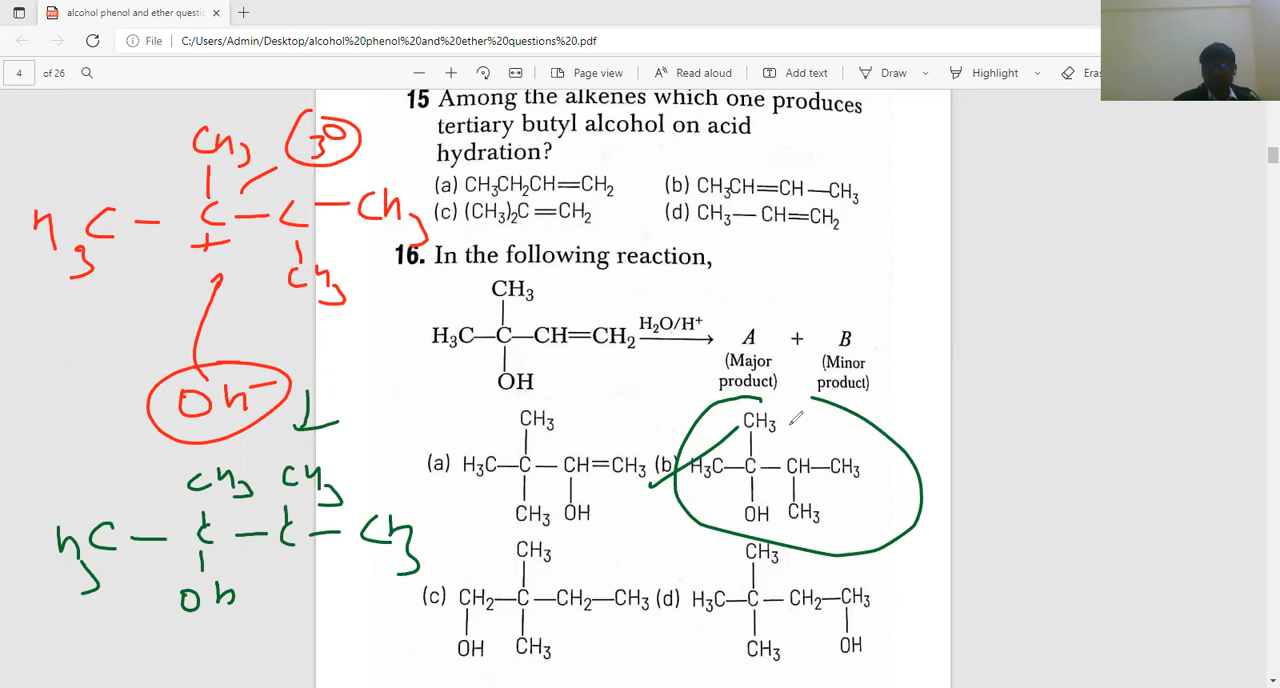 alcohol phenol and ether questi
File C:/Users/Admin/Desktop/alcohol%20phenol%20and%20ether%20questions%20.pdf
4 of 26 Page view Read aloud Add text Draw Highlight Eras
15 Among the alkenes which one produces
tertiary butyl alcohol on acid
hydration?
(a) CH₃CH₂CH=CH₂ (b) CH₃CH=CH—CH₃
(c) (CH₃)₂C=CH₂ (d) CH₃—CH=CH₂
16. In the following reaction,
CH₃
H₃C—C—CH=CH₂ H₂O/H⁺ A + B
(Major (Minor
OH product) product)
CH₃ CH₃
(a) H₃C—C—CH=CH₃ (b) H₃C—C—CH—CH₃
CH₃ OH OH CH₃
CH₃ CH₃
(c) CH₂—C—CH₂—CH₃ (d) H₃C—C—CH₂—CH₃
OH CH₃ CH₃ OH
CH₃ 3°
H₃C — C — C — CH₃
+ CH₃
OH⁻
CH₃ CH₃
H₃C — C — C — CH₃
OH